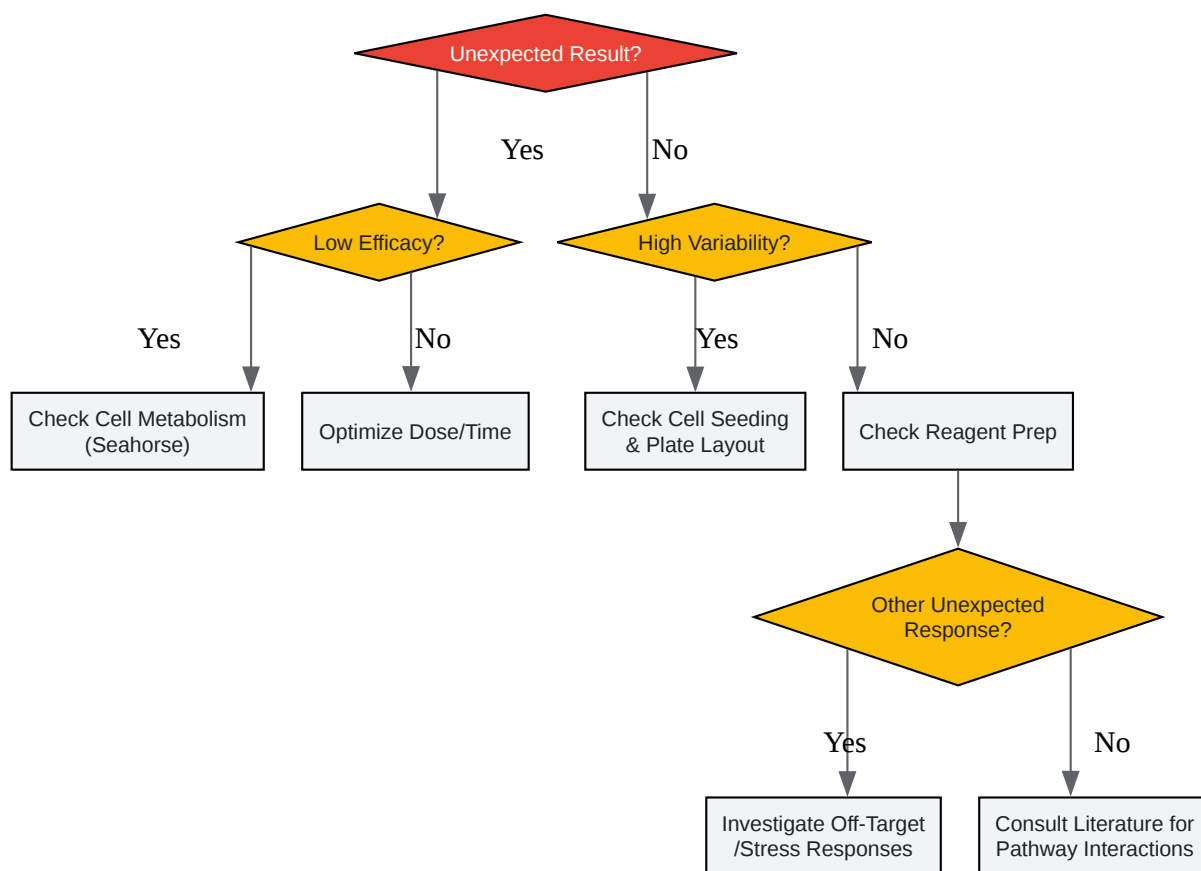 Unexpected Result?
Yes
No
Low Efficacy?
High Variability?
Yes
No
Yes
No
Check Cell Metabolism
(Seahorse)
Optimize Dose/Time
Check Cell Seeding
& Plate Layout
Check Reagent Prep
Other Unexpected
Response?
Yes
No
Investigate Off-Target
/Stress Responses
Consult Literature for
Pathway Interactions